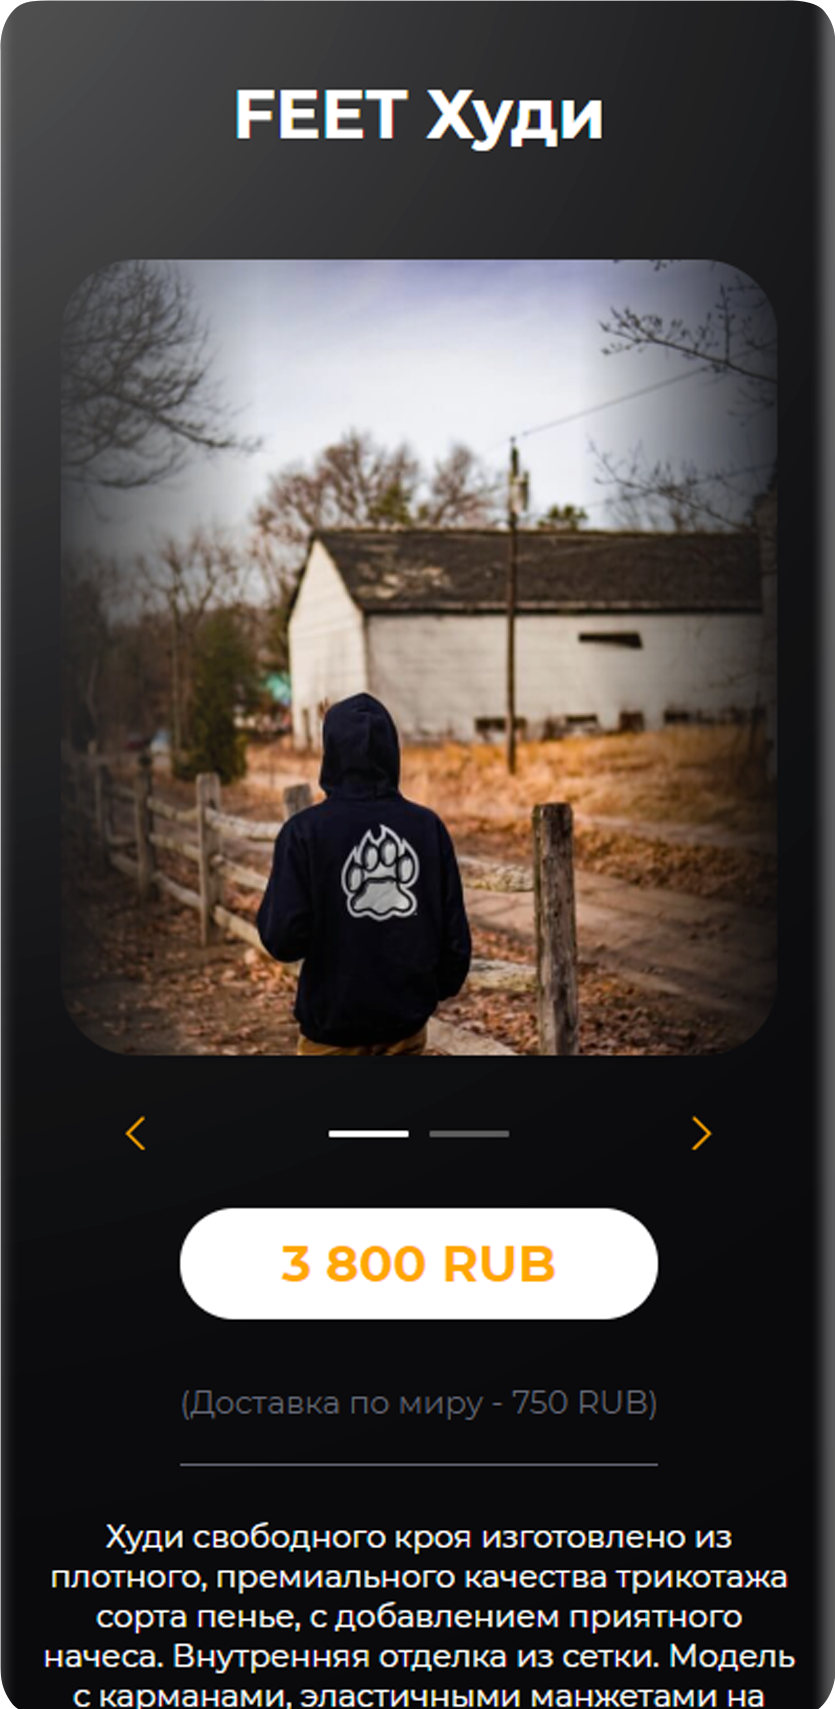 FEET Худи
3 800 RUB
(Доставка по миру - 750 RUB)
Худи свободного кроя изготовлено из
плотного, премиального качества трикотажа
сорта пенье, с добавлением приятного
начеса. Внутренняя отделка из сетки. Модель
с карманами, эластичными манжетами на